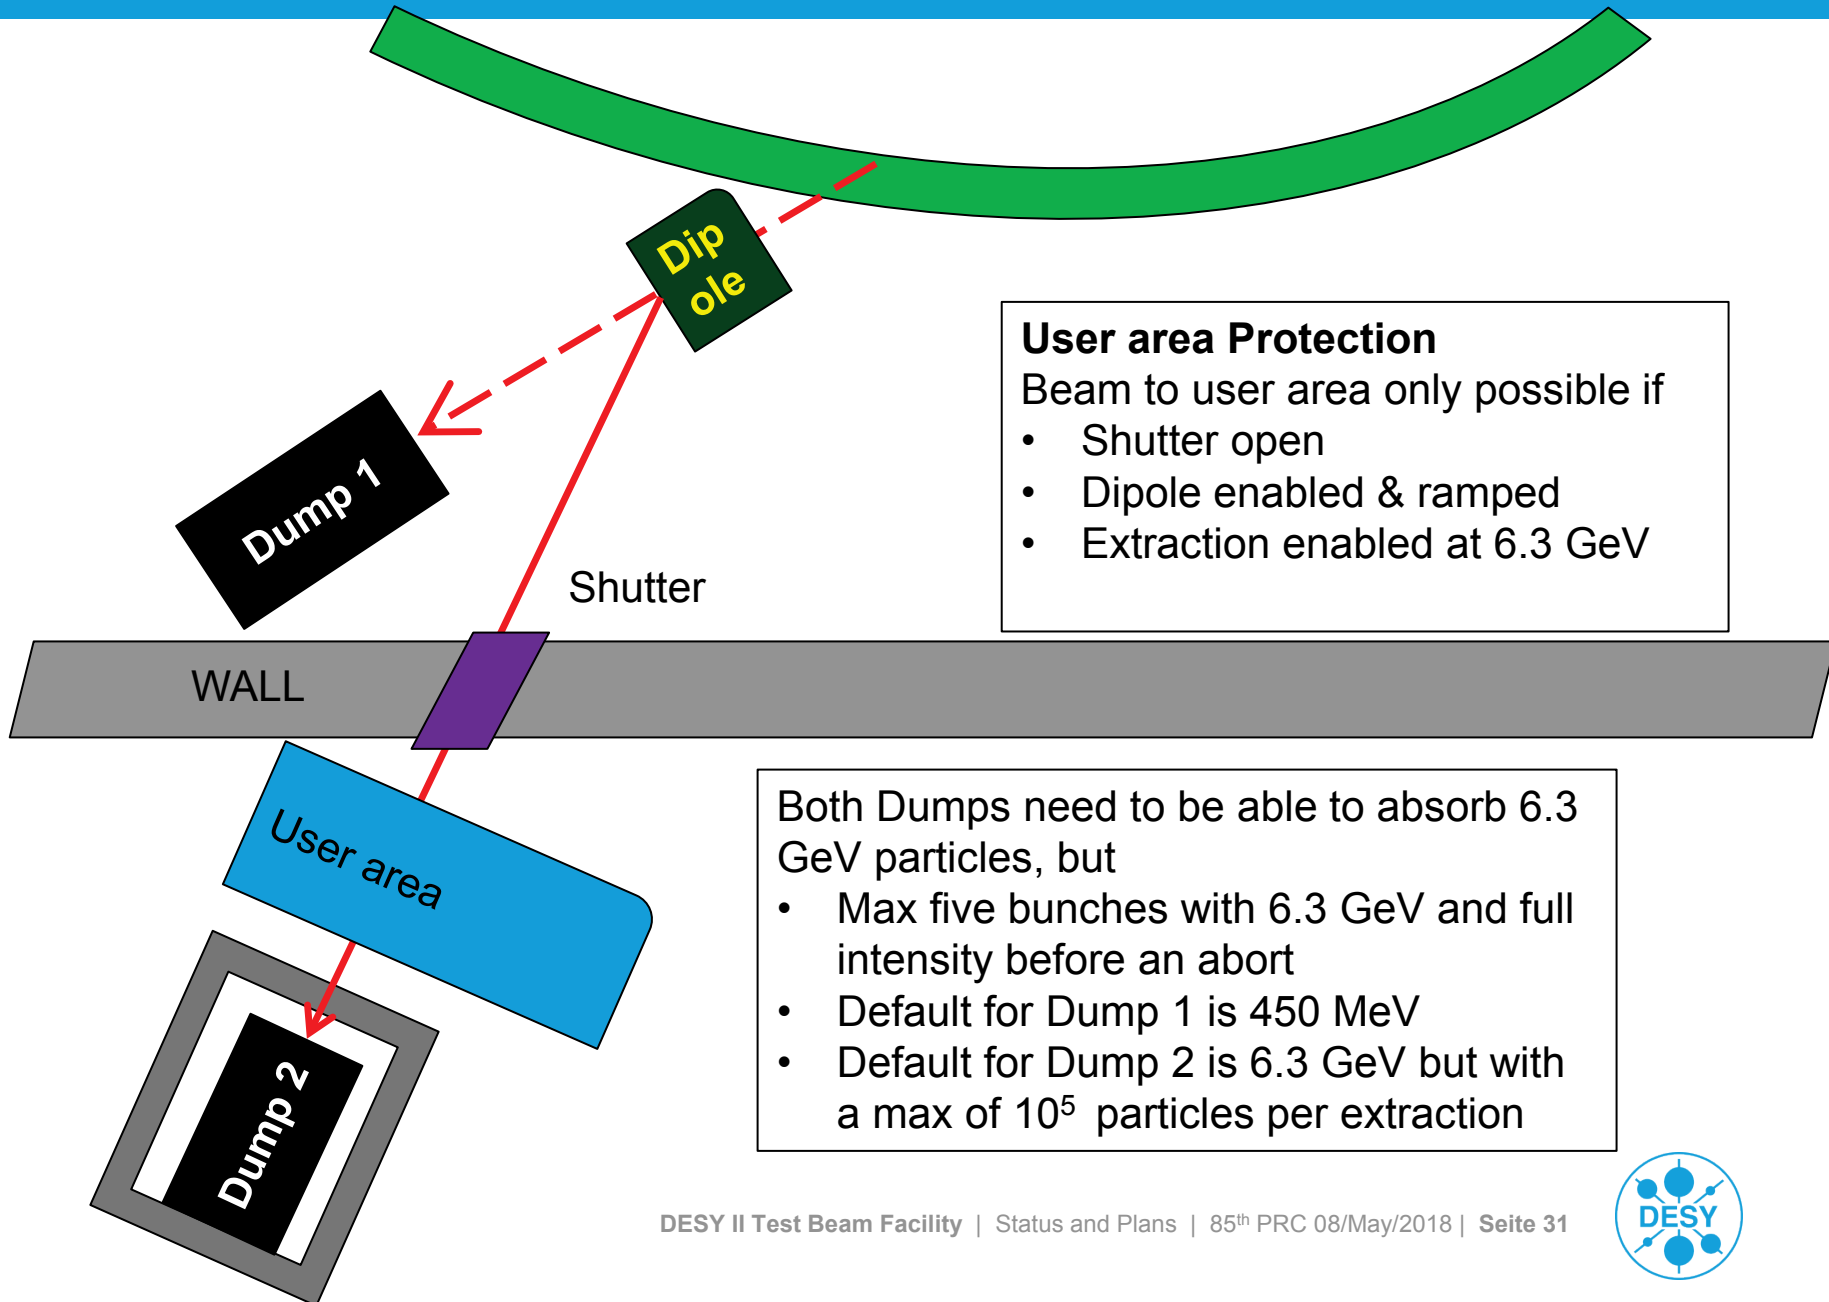 Dip
ole
User area Protection
Beam to user area only possible if
• Shutter open
• Dipole enabled & ramped
• Extraction enabled at 6.3 GeV
Dump 1
Shutter
WALL
User area
Both Dumps need to be able to absorb 6.3
GeV particles, but
• Max five bunches with 6.3 GeV and full
intensity before an abort
• Default for Dump 1 is 450 MeV
• Default for Dump 2 is 6.3 GeV but with
a max of 10⁵ particles per extraction
Dump 2
DESY II Test Beam Facility | Status and Plans | 85th PRC 08/May/2018 | Seite 31
DESY